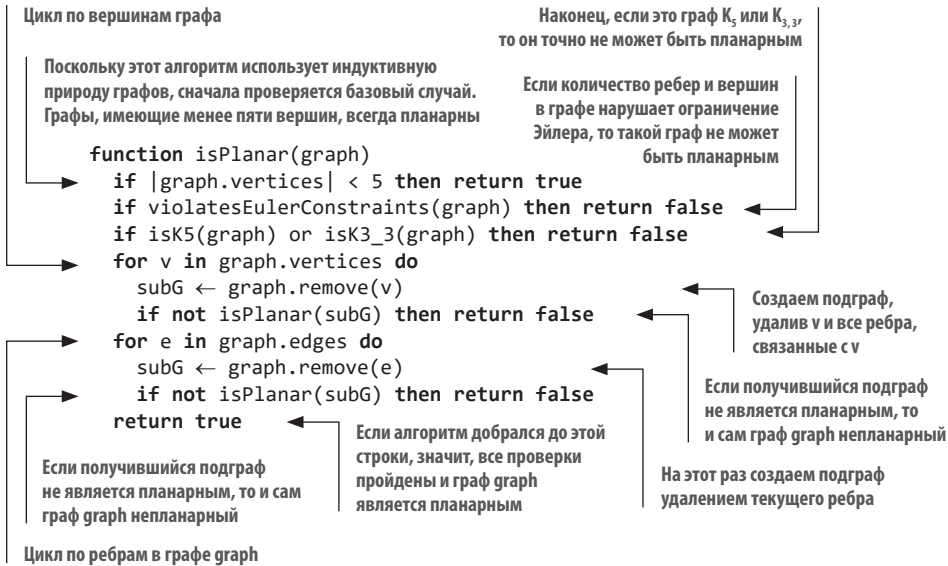 Цикл по вершинам графа
Наконец, если это граф K5 или K3,3,
то он точно не может быть планарным
Поскольку этот алгоритм использует индуктивную
природу графов, сначала проверяется базовый случай.
Графы, имеющие менее пяти вершин, всегда планарны
Если количество ребер и вершин
в графе нарушает ограничение
Эйлера, то такой граф не может
быть планарным
function isPlanar(graph)
if |graph.vertices| < 5 then return true
if violatesEulerConstraints(graph) then return false
if isK5(graph) or isK3_3(graph) then return false
for v in graph.vertices do
subG ← graph.remove(v)
if not isPlanar(subG) then return false
for e in graph.edges do
subG ← graph.remove(e)
if not isPlanar(subG) then return false
return true
Создаем подграф,
удалив v и все ребра,
связанные с v
Если получившийся подграф
не является планарным, то
и сам граф graph непланарный
Если алгоритм добрался до этой
строки, значит, все проверки
пройдены и граф graph
является планарным
На этот раз создаем подграф
удалением текущего ребра
Если получившийся подграф
не является планарным, то и сам
граф graph непланарный
Цикл по ребрам в графе graph